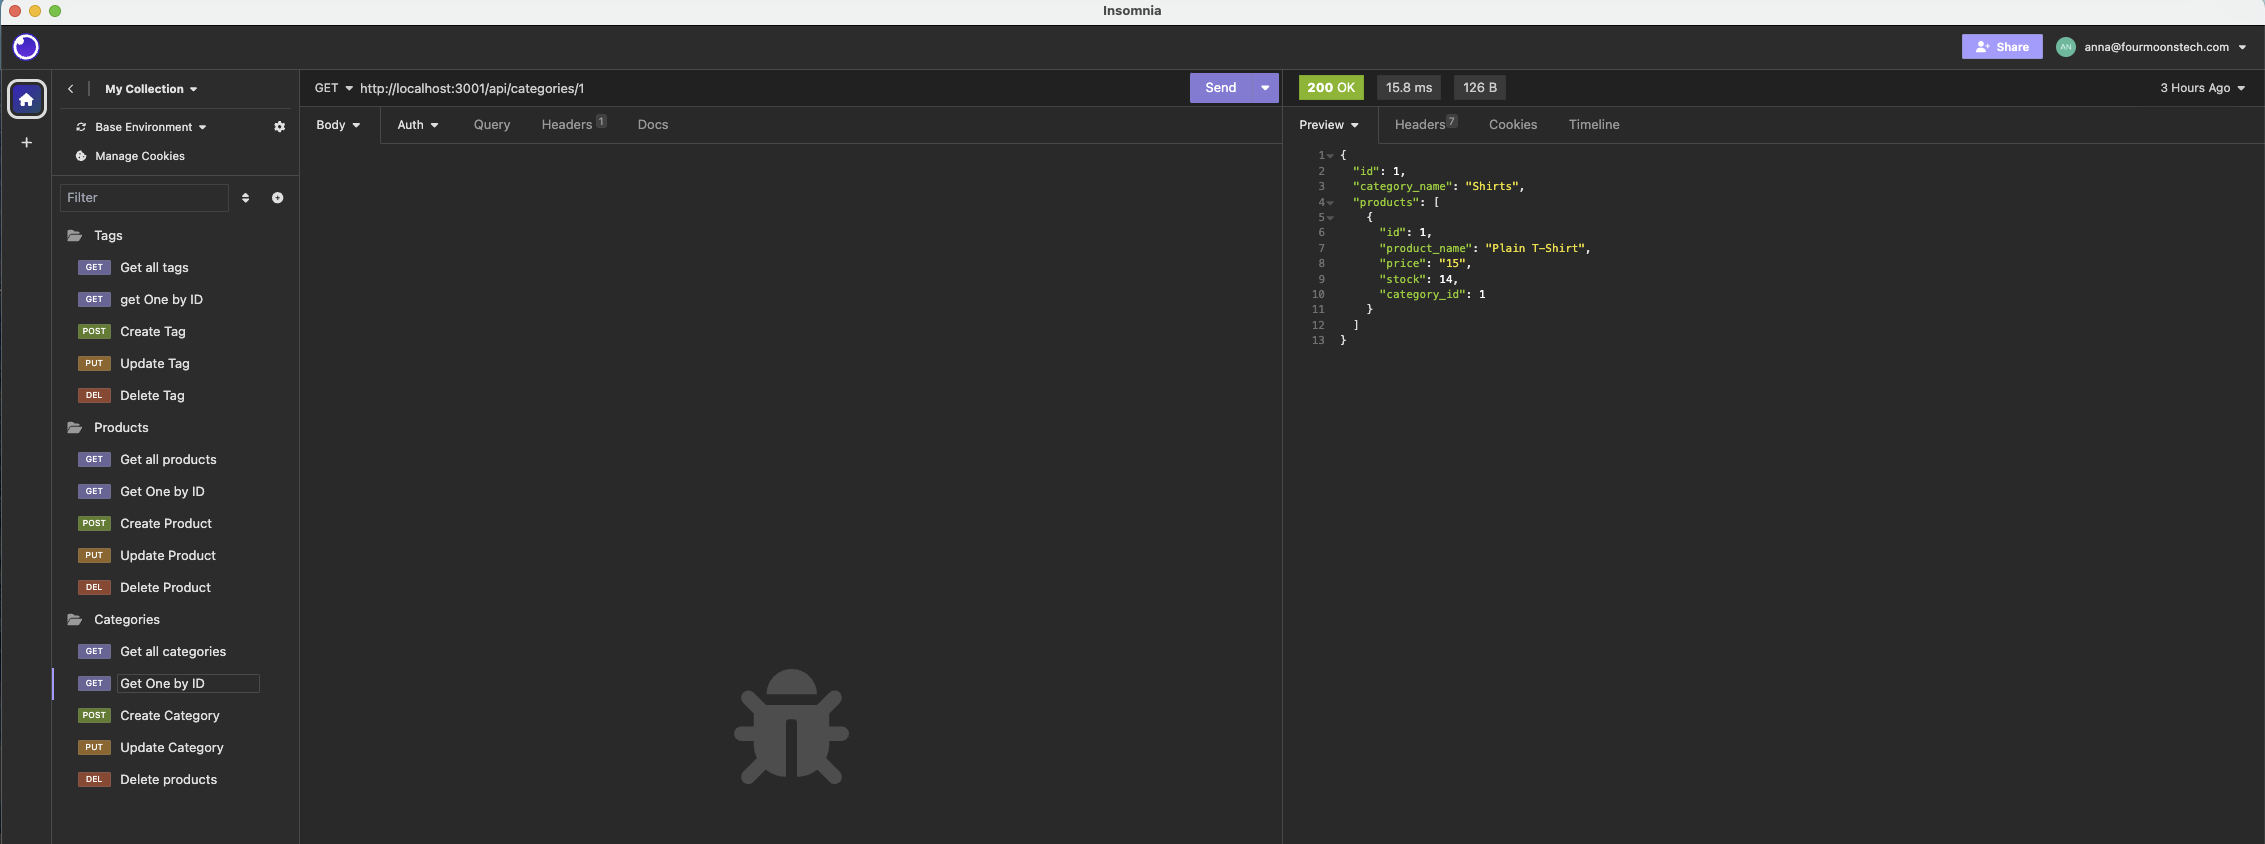 Insomnia
Share
AN
anna@fourmoonstech.com
My Collection
Base Environment
Manage Cookies
Filter
Tags
GET Get all tags
GET get One by ID
POST Create Tag
PUT Update Tag
DEL Delete Tag
Products
GET Get all products
GET Get One by ID
POST Create Product
PUT Update Product
DEL Delete Product
Categories
GET Get all categories
GET Get One by ID
POST Create Category
PUT Update Category
DEL Delete products
GET http://localhost:3001/api/categories/1
Send
Body Auth Query Headers 1 Docs
200 OK 15.8 ms 126 B 3 Hours Ago
Preview Headers 7 Cookies Timeline
1 {
2 "id": 1,
3 "category_name": "Shirts",
4 "products": [
5 {
6 "id": 1,
7 "product_name": "Plain T-Shirt",
8 "price": "15",
9 "stock": 14,
10 "category_id": 1
11 }
12 ]
13 }